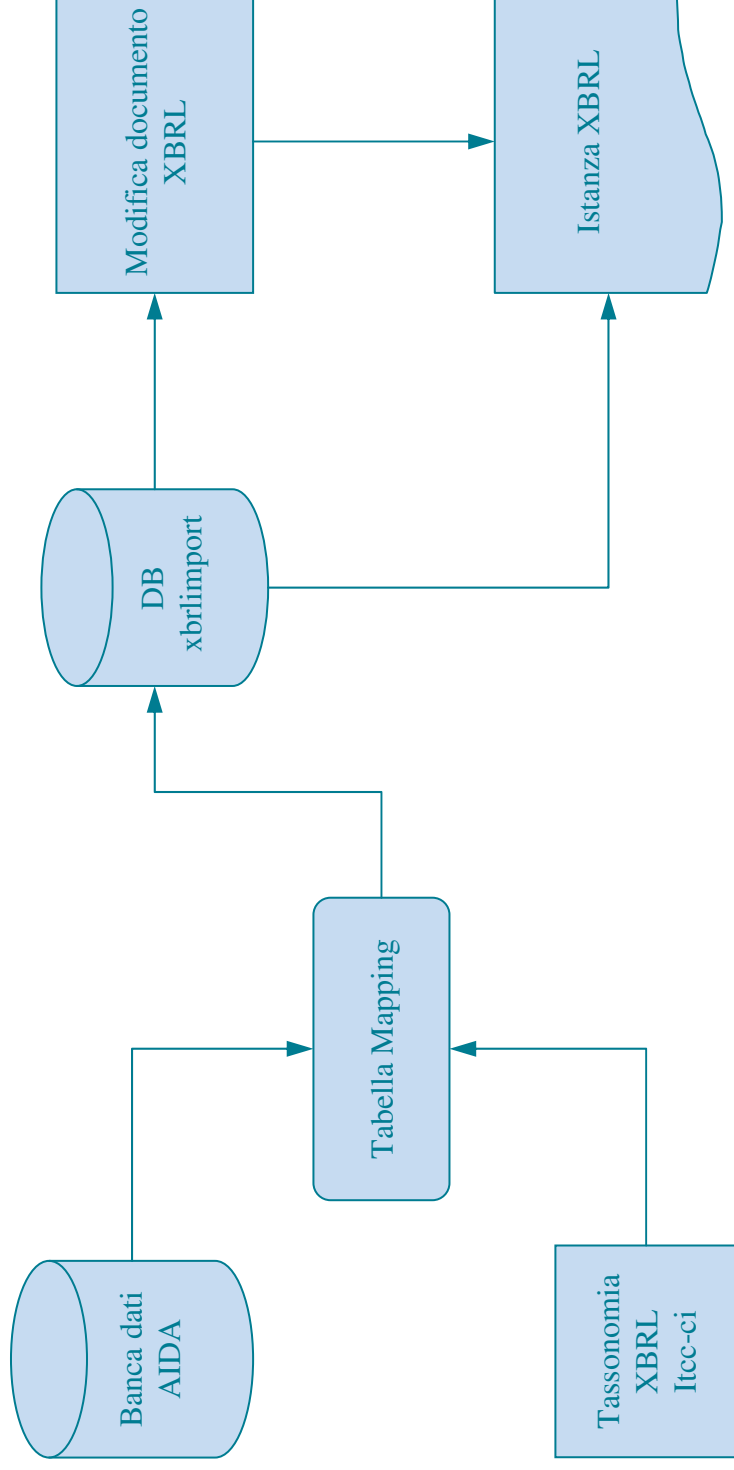 Banca dati
AIDA
Tassonomia
XBRL
Itcc-ci
Tabella Mapping
DB
xbrlimport
Modifica documento
XBRL
Istanza XBRL